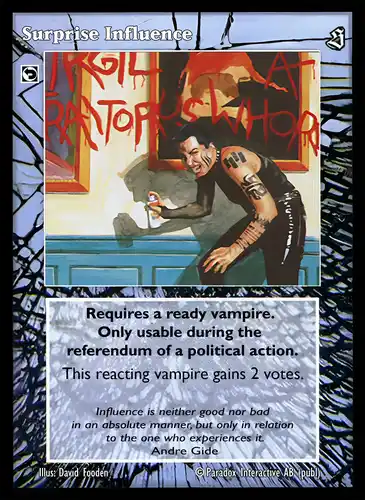 Surprise Influence
Requires a ready vampire.
Only usable during the
referendum of a political action.
This reacting vampire gains 2 votes.
Influence is neither good nor bad
in an absolute manner, but only in relation
to the one who experiences it.
Andre Gide
Illus: David Fooden
© Paradox Interactive AB (publ)